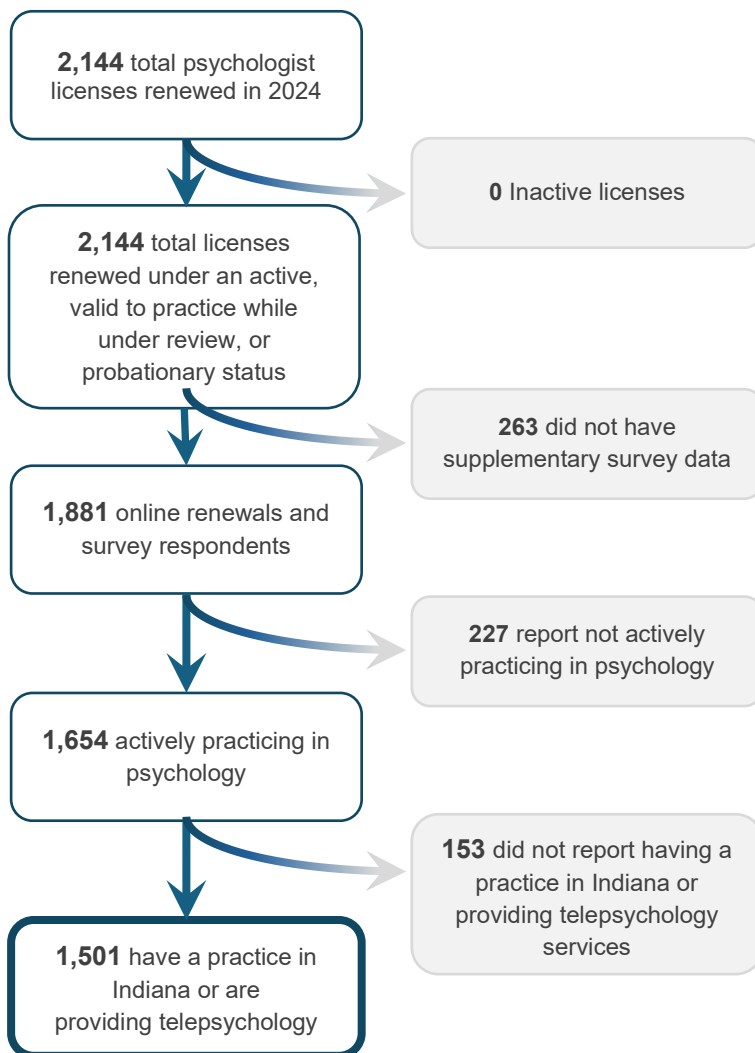 2,144 total psychologist
licenses renewed in 2024
0 Inactive licenses
2,144 total licenses
renewed under an active,
valid to practice while
under review, or
probationary status
263 did not have
supplementary survey data
1,881 online renewals and
survey respondents
227 report not actively
practicing in psychology
1,654 actively practicing in
psychology
153 did not report having a
practice in Indiana or
providing telepsychology
services
1,501 have a practice in
Indiana or are
providing telepsychology